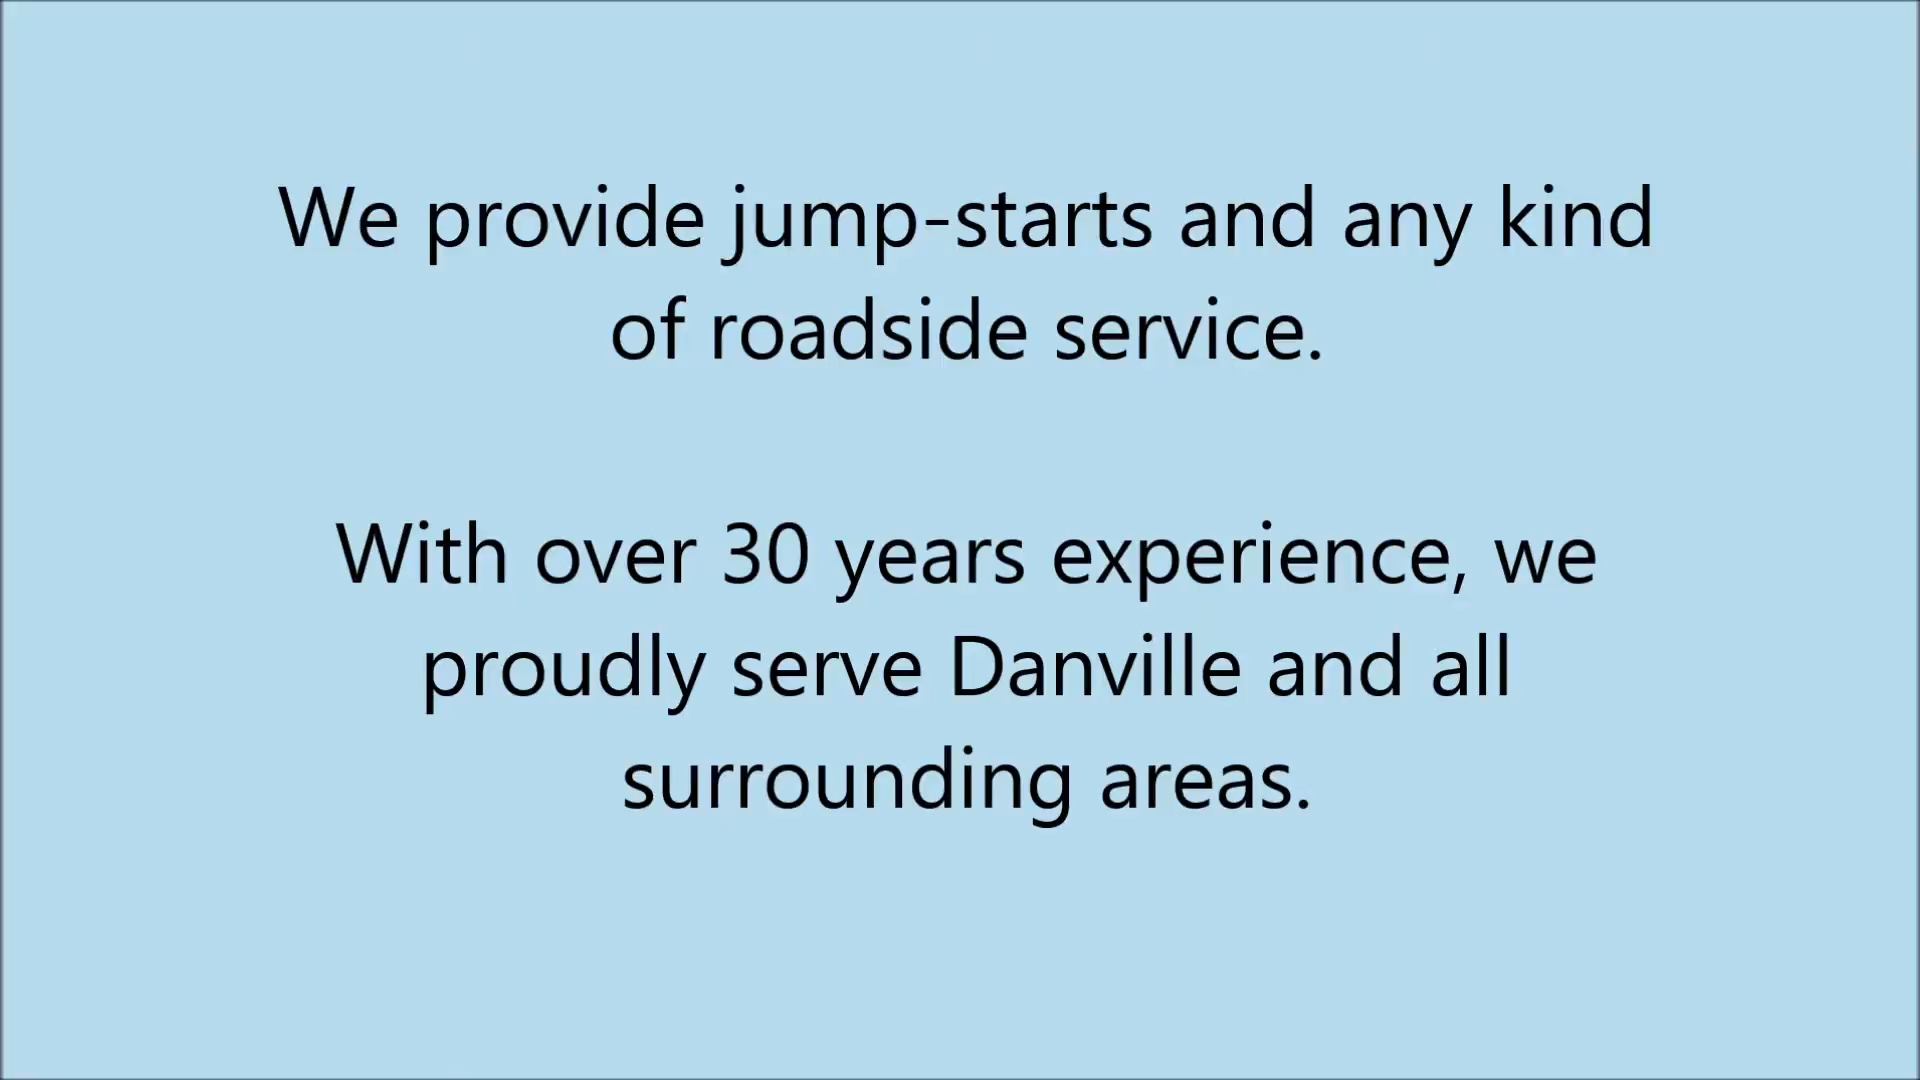 We provide jump-starts and any kind
of roadside service.
With over 30 years experience, we
proudly serve Danville and all
surrounding areas.